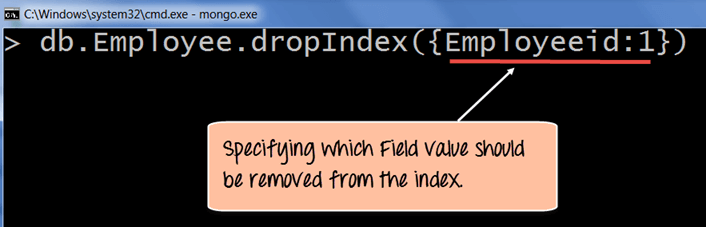 C:\Windows\system32\cmd.exe - mongo.exe
> db.Employee.dropIndex({Employeeid:1})
Specifying which Field value should
be removed from the index.